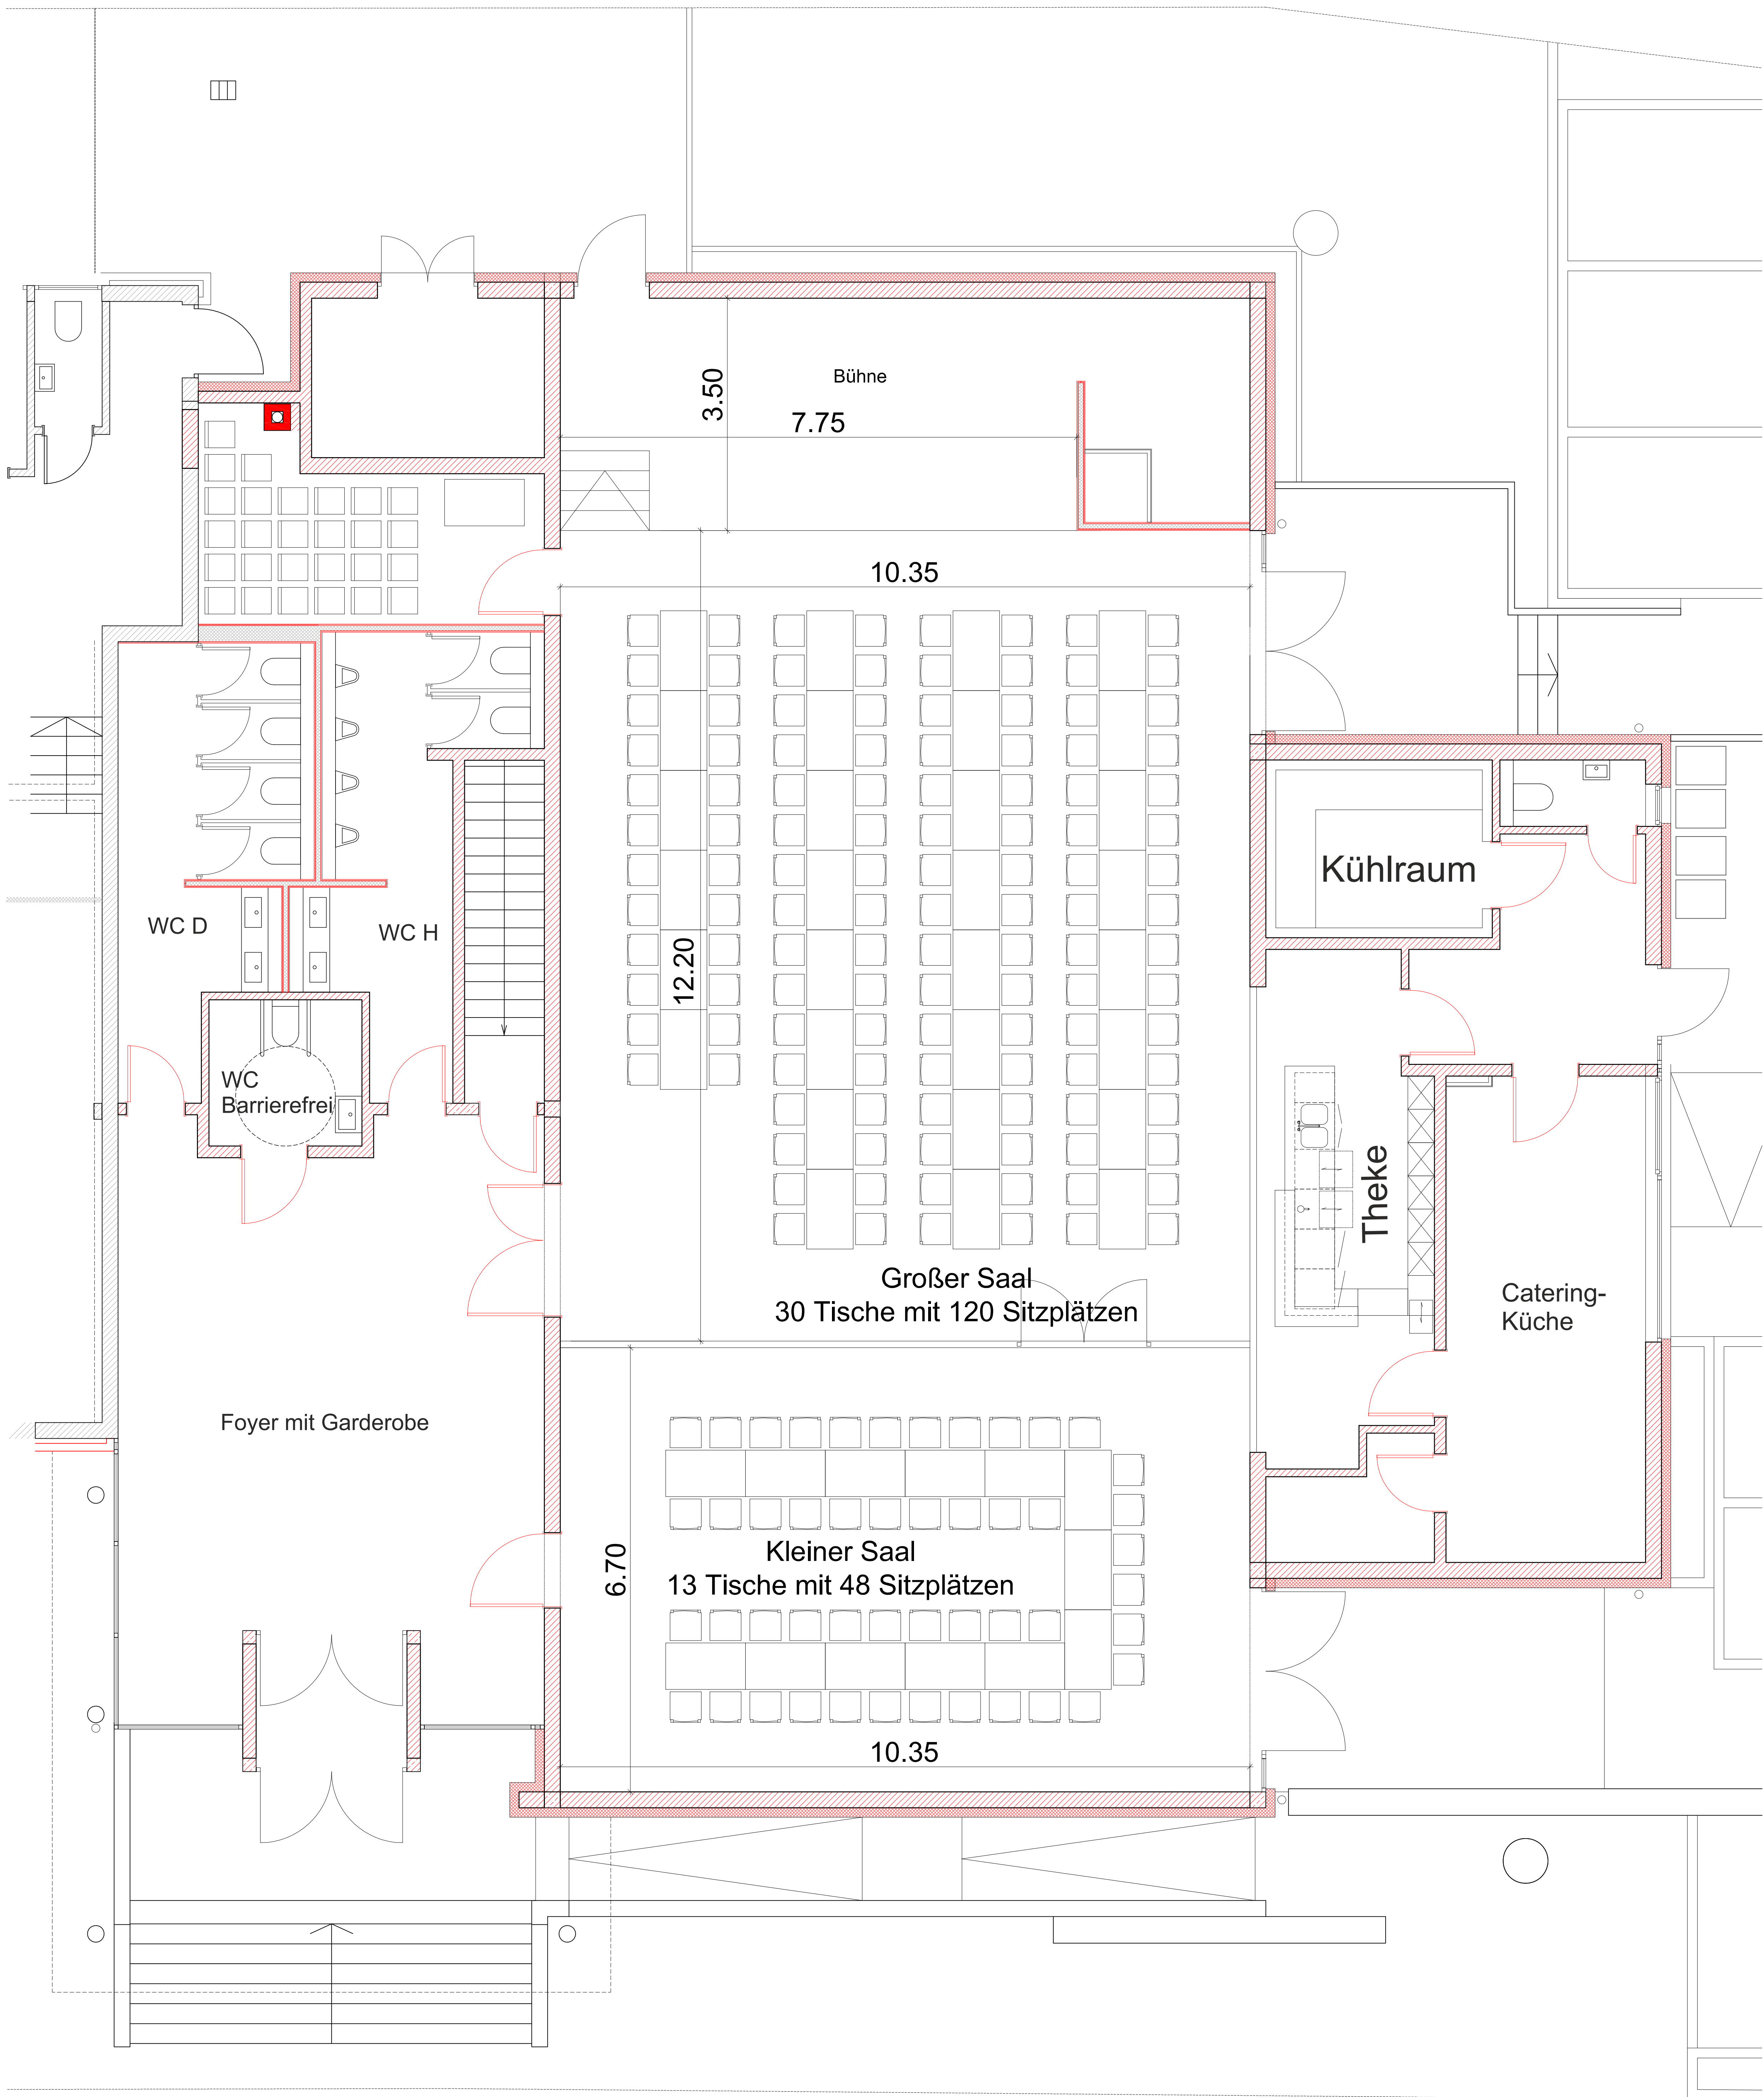 Bühne
3.50
7.75
10.35
Kühlraum
WC D
WC H
12.20
WC
Barrierefrei
Theke
Großer Saal
30 Tische mit 120 Sitzplätzen
Catering-
Küche
Foyer mit Garderobe
6.70
Kleiner Saal
13 Tische mit 48 Sitzplätzen
10.35